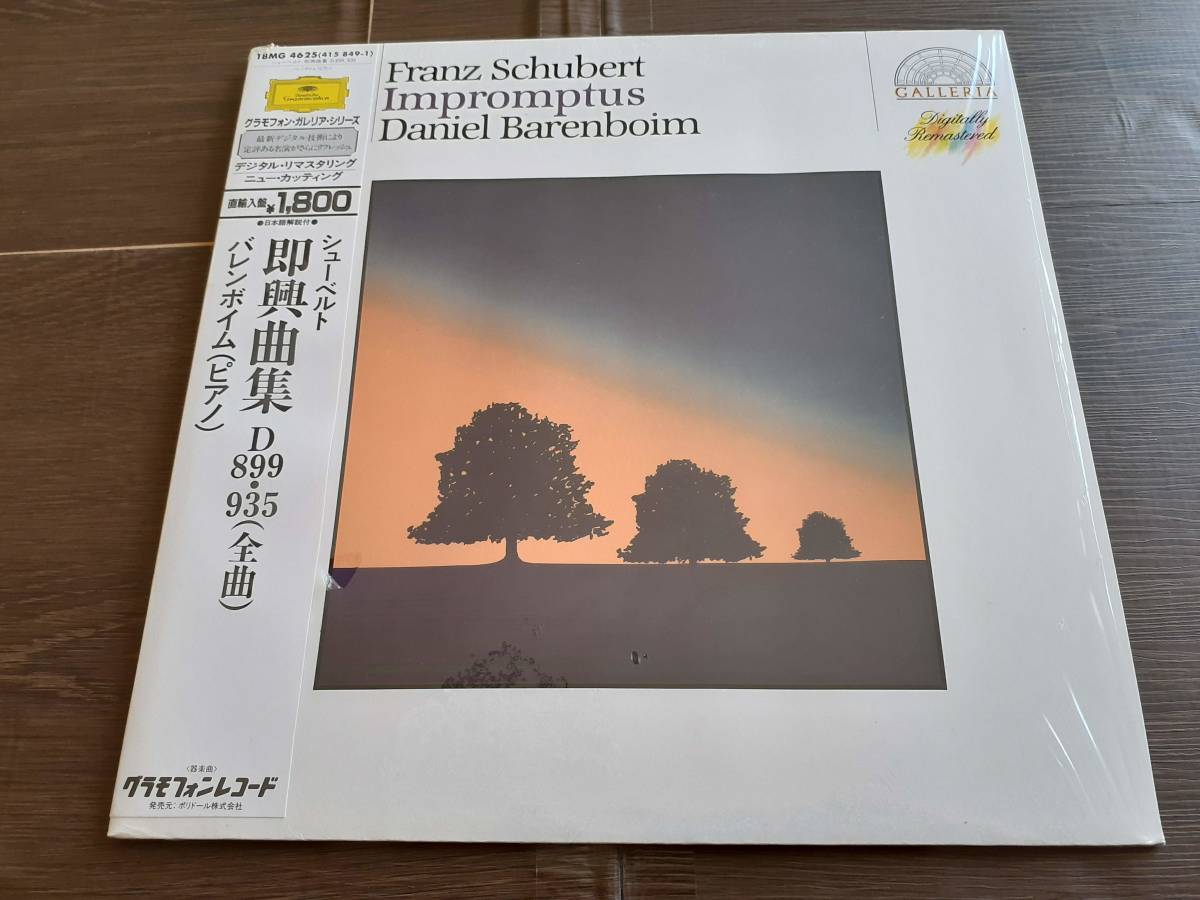 18MG 4625(415 849-1)
Deutsche
Grammophon
グラモフォン・ガレリア・シリーズ
最新デジタル技術により
定評ある名演がさらにリフレッシュ
デジタル・リマスタリング
ニュー・カッティング
直輸入盤¥1,800
●日本語解説付●
シューベルト
即興曲集 D899・935(全曲)
バレンボイム(ピアノ)
〈器楽曲〉
グラモフォンレコード
発売元：ポリドール株式会社
Franz Schubert
Impromptus
Daniel Barenboim
GALLERIA
Digitally
Remastered